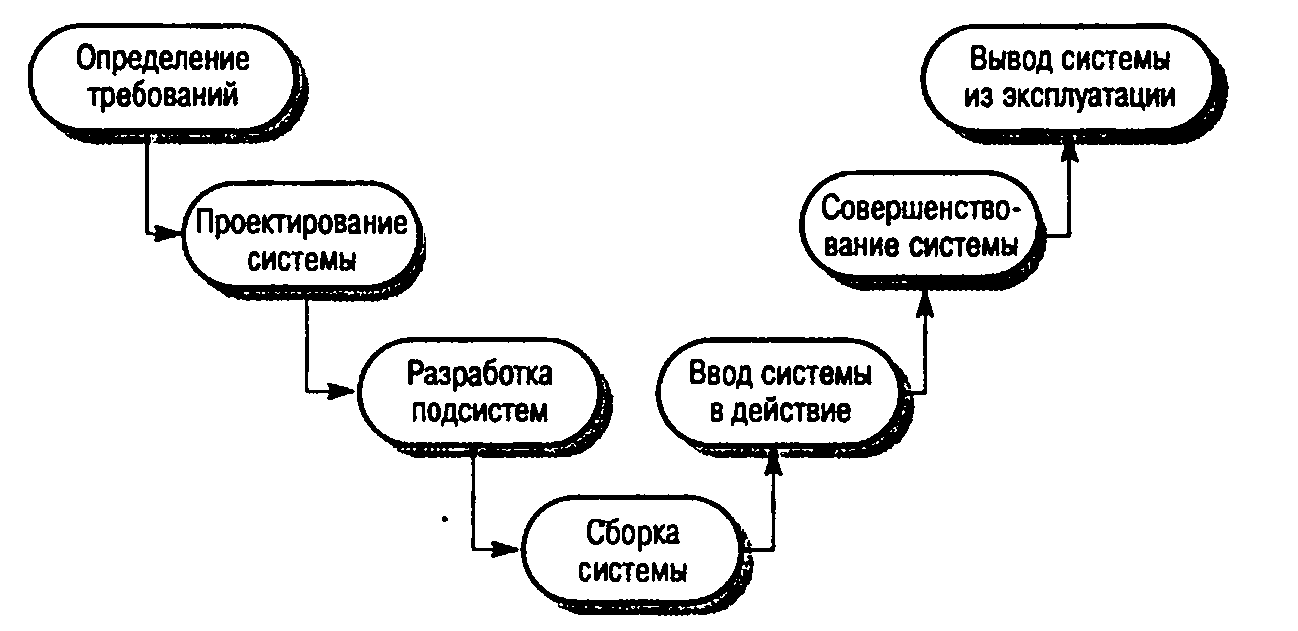 Определение
требований
Вывод системы
из эксплуатации
Проектирование
системы
Совершенство-
вание системы
Разработка
подсистем
Ввод системы
в действие
Сборка
системы